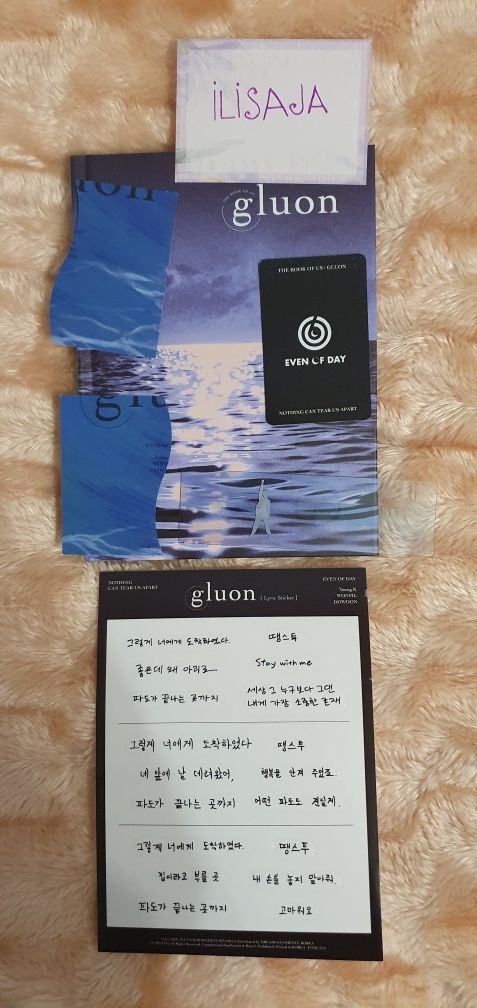 ILISAJA
uon
THE BOOK OF US
gluon
THE BOOK OF US : GLUON
EVEN OF DAY
NOTHING CAN TEAR US APART
NOTHING
CAN TEAR US APART
gluon [ Lyric Sticker ]
EVEN OF DAY
Young K
WONPIL
DOWOON
그렇게 너에게 도착하였다.
땡스투
좋은데 왜 아리고
Stay with me
파도가 끝나는 곳까지
세상 그 누구보다 그댄
내게 가장 소중한 존재
그렇게 너에게 도착하였다
땡스투
네 앞에 날 데려왔어,
행복을 안겨 주었죠.
파도가 끝나는 곳까지
어떤 파도도 견딜게.
그렇게 너에게 도착하였다.
땡스투
집이라고 부를 곳
내 손을 놓지 말아줘
파도가 끝나는 곳까지
고마워요